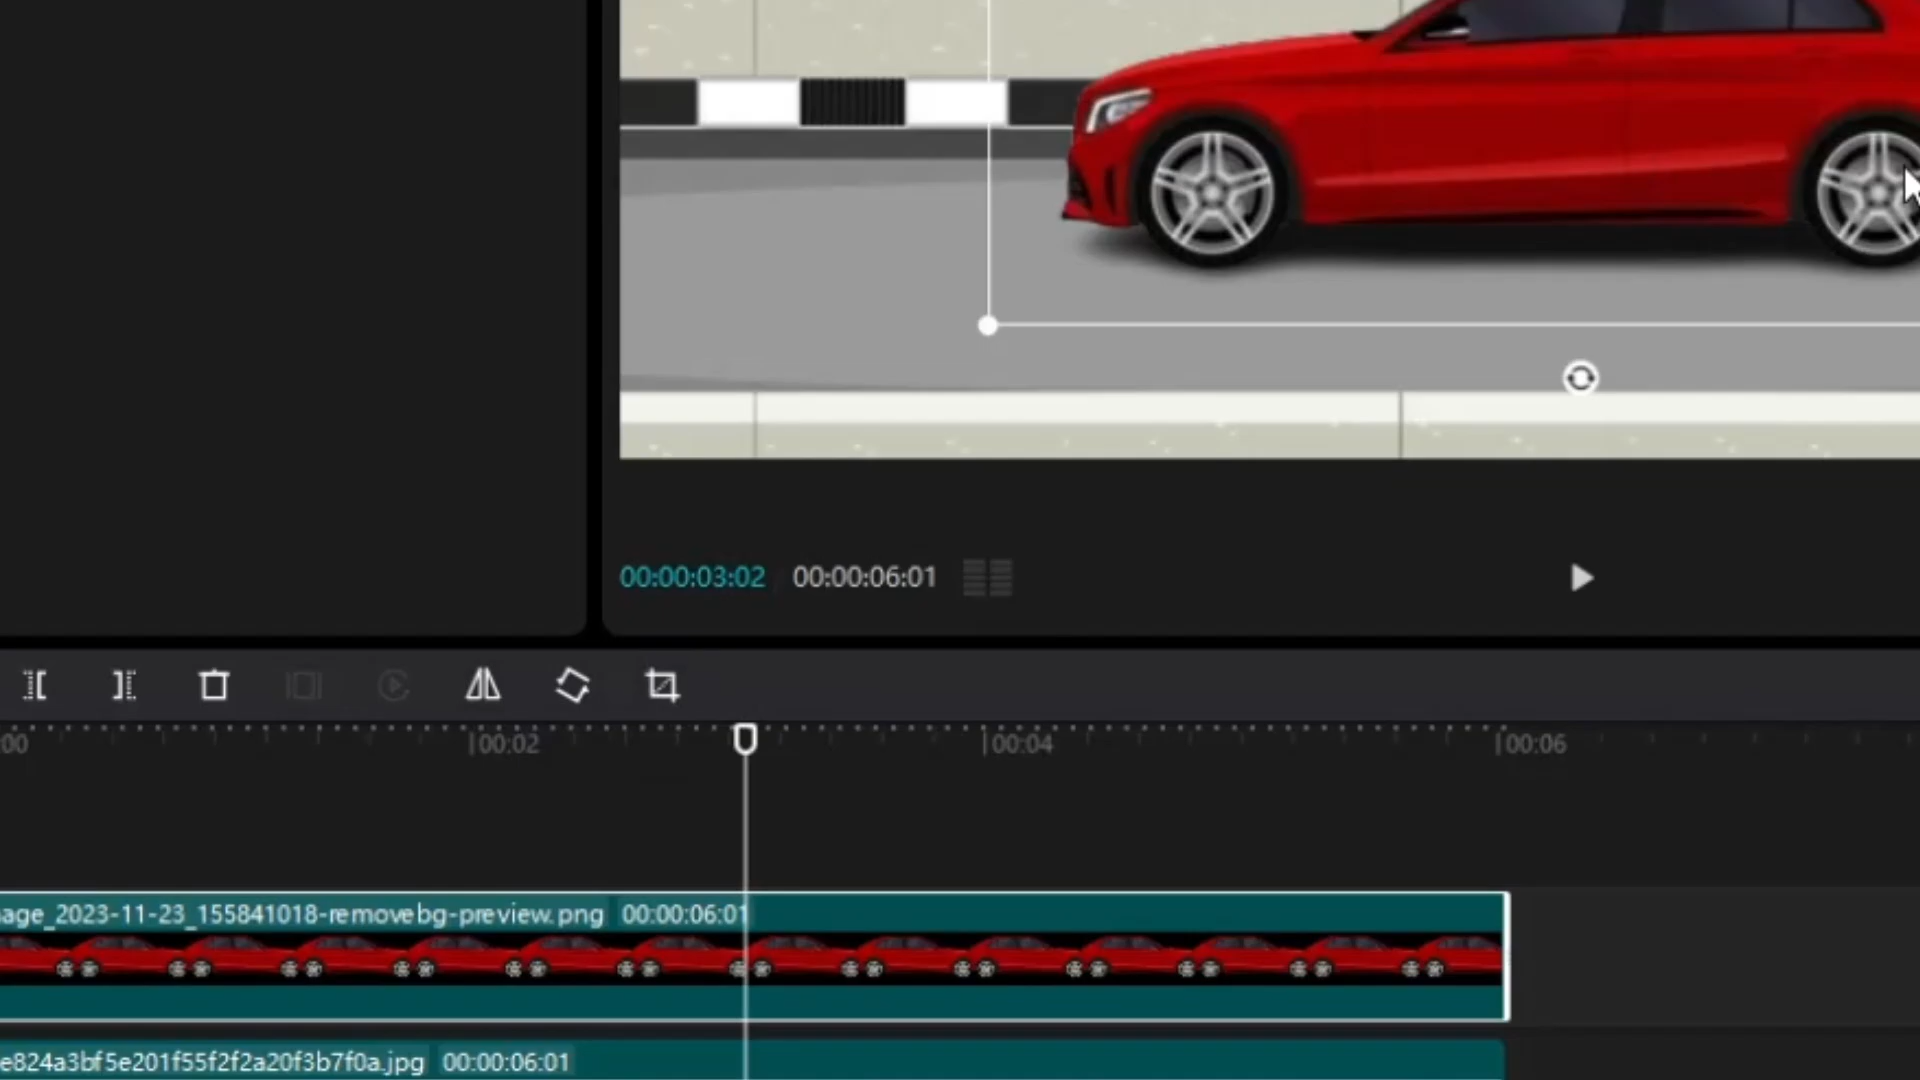 00:00:03:02 00:00:06:01
00 00:02 00:04 00:06
age_2023-11-23_155841018-removebg-preview.png 00:00:06:01
e824a3bf5e201f55f2f2a20f3b7f0a.jpg 00:00:06:01